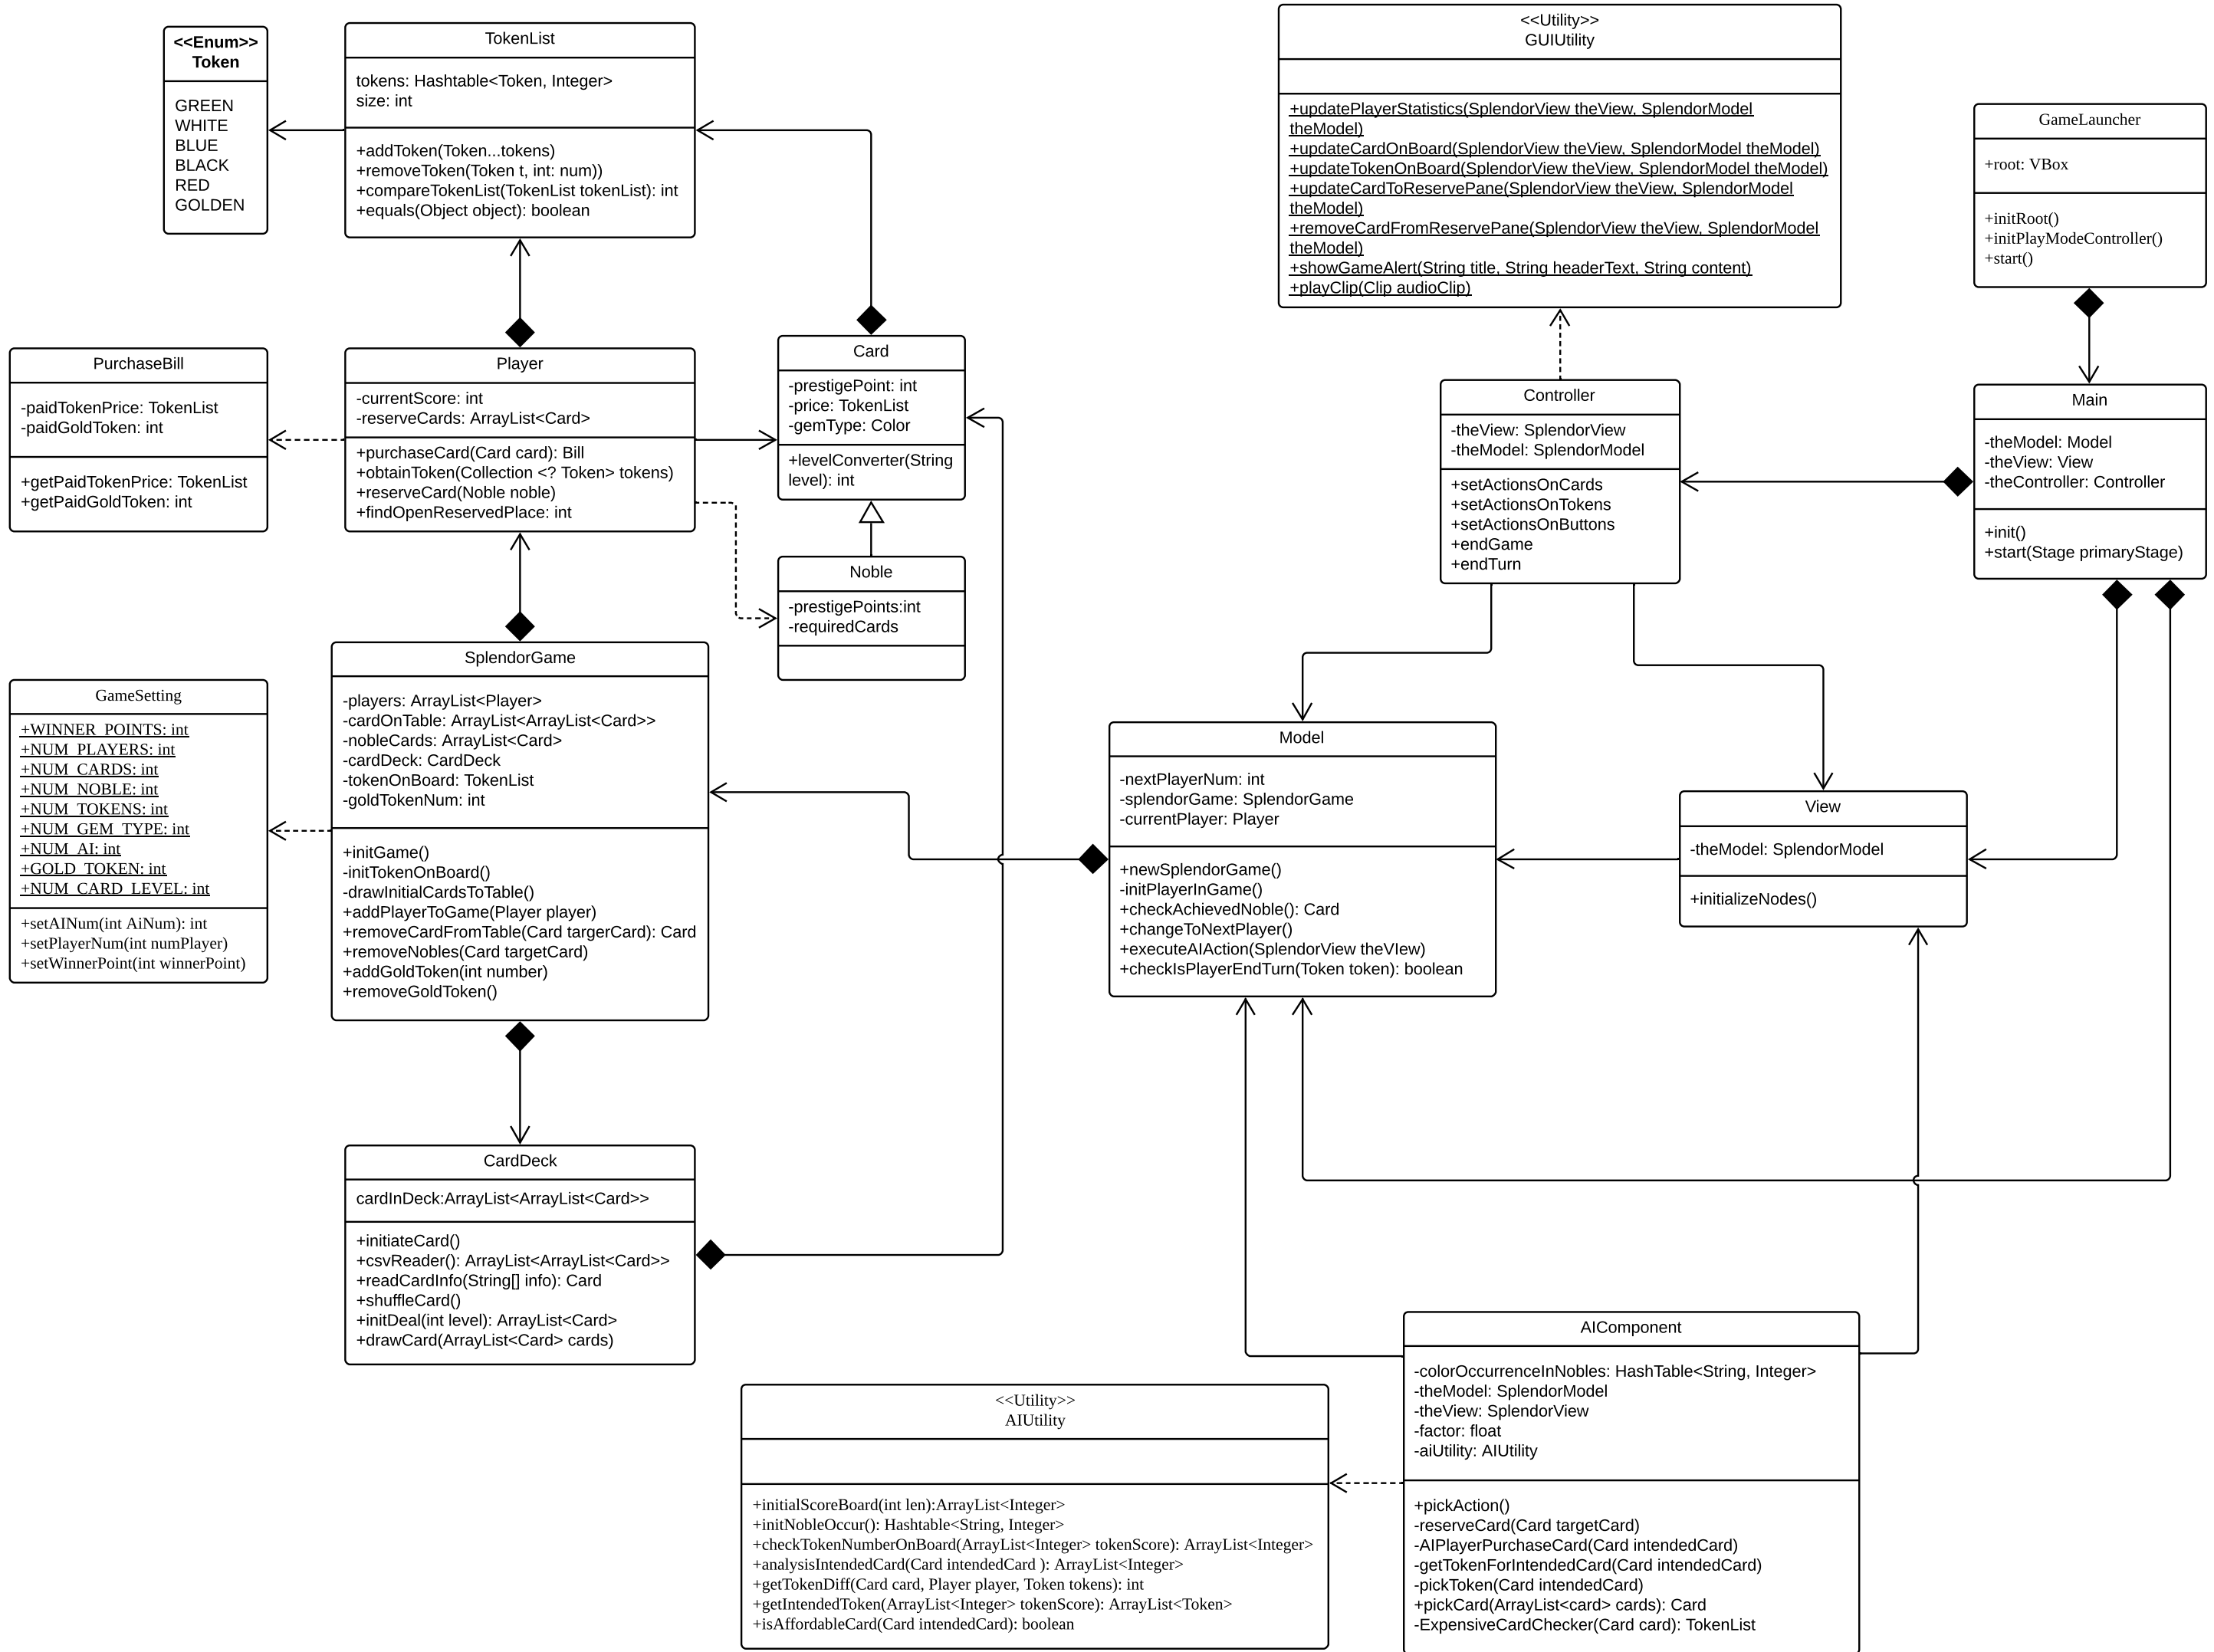 <<Enum>>
Token
GREEN
WHITE
BLUE
BLACK
RED
GOLDEN
TokenList
tokens: Hashtable<Token, Integer>
size: int
+addToken(Token...tokens)
+removeToken(Token t, int: num))
+compareTokenList(TokenList tokenList): int
+equals(Object object): boolean
<<Utility>>
GUIUtility
+updatePlayerStatistics(SplendorView theView, SplendorModel
theModel)
+updateCardOnBoard(SplendorView theView, SplendorModel theModel)
+updateTokenOnBoard(SplendorView theView, SplendorModel theModel)
+updateCardToReservePane(SplendorView theView, SplendorModel
theModel)
+removeCardFromReservePane(SplendorView theView, SplendorModel
theModel)
+showGameAlert(String title, String headerText, String content)
+playClip(Clip audioClip)
GameLauncher
+root: VBox
+initRoot()
+initPlayModeController()
+start()
PurchaseBill
-paidTokenPrice: TokenList
-paidGoldToken: int
+getPaidTokenPrice: TokenList
+getPaidGoldToken: int
Player
-currentScore: int
-reserveCards: ArrayList<Card>
+purchaseCard(Card card): Bill
+obtainToken(Collection <? Token> tokens)
+reserveCard(Noble noble)
+findOpenReservedPlace: int
Card
-prestigePoint: int
-price: TokenList
-gemType: Color
+levelConverter(String
level): int
Noble
-prestigePoints:int
-requiredCards
Controller
-theView: SplendorView
-theModel: SplendorModel
+setActionsOnCards
+setActionsOnTokens
+setActionsOnButtons
+endGame
+endTurn
Main
-theModel: Model
-theView: View
-theController: Controller
+init()
+start(Stage primaryStage)
GameSetting
+WINNER_POINTS: int
+NUM_PLAYERS: int
+NUM_CARDS: int
+NUM_NOBLE: int
+NUM_TOKENS: int
+NUM_GEM_TYPE: int
+NUM_AI: int
+GOLD_TOKEN: int
+NUM_CARD_LEVEL: int
+setAINum(int AiNum): int
+setPlayerNum(int numPlayer)
+setWinnerPoint(int winnerPoint)
SplendorGame
-players: ArrayList<Player>
-cardOnTable: ArrayList<ArrayList<Card>>
-nobleCards: ArrayList<Card>
-cardDeck: CardDeck
-tokenOnBoard: TokenList
-goldTokenNum: int
+initGame()
-initTokenOnBoard()
-drawInitialCardsToTable()
+addPlayerToGame(Player player)
+removeCardFromTable(Card targerCard): Card
+removeNobles(Card targetCard)
+addGoldToken(int number)
+removeGoldToken()
Model
-nextPlayerNum: int
-splendorGame: SplendorGame
-currentPlayer: Player
+newSplendorGame()
-initPlayerInGame()
+checkAchievedNoble(): Card
+changeToNextPlayer()
+executeAIAction(SplendorView theVIew)
+checkIsPlayerEndTurn(Token token): boolean
View
-theModel: SplendorModel
+initializeNodes()
CardDeck
cardInDeck:ArrayList<ArrayList<Card>>
+initiateCard()
+csvReader(): ArrayList<ArrayList<Card>>
+readCardInfo(String[] info): Card
+shuffleCard()
+initDeal(int level): ArrayList<Card>
+drawCard(ArrayList<Card> cards)
<<Utility>>
AIUtility
+initialScoreBoard(int len):ArrayList<Integer>
+initNobleOccur(): Hashtable<String, Integer>
+checkTokenNumberOnBoard(ArrayList<Integer> tokenScore): ArrayList<Integer>
+analysisIntendedCard(Card intendedCard ): ArrayList<Integer>
+getTokenDiff(Card card, Player player, Token tokens): int
+getIntendedToken(ArrayList<Integer> tokenScore): ArrayList<Token>
+isAffordableCard(Card intendedCard): boolean
AIComponent
-colorOccurrenceInNobles: HashTable<String, Integer>
-theModel: SplendorModel
-theView: SplendorView
-factor: float
-aiUtility: AIUtility
+pickAction()
-reserveCard(Card targetCard)
-AIPlayerPurchaseCard(Card intendedCard)
-getTokenForIntendedCard(Card intendedCard)
-pickToken(Card intendedCard)
+pickCard(ArrayList<card> cards): Card
-ExpensiveCardChecker(Card card): TokenList